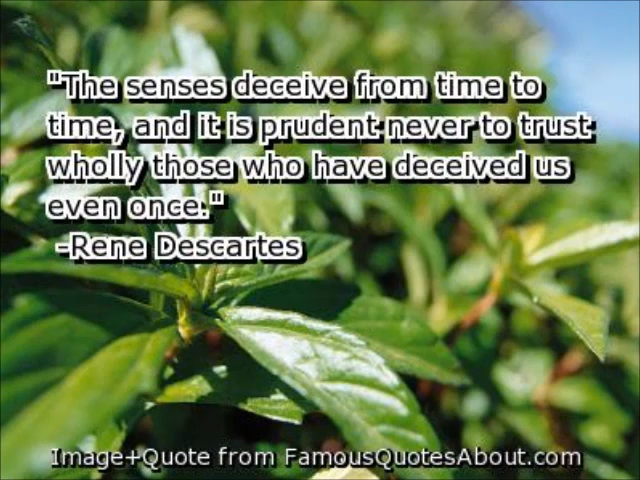 "The senses deceive from time to
time, and it is prudent never to trust
wholly those who have deceived us
even once."
-Rene Descartes
Image+Quote from FamousQuotesAbout.com